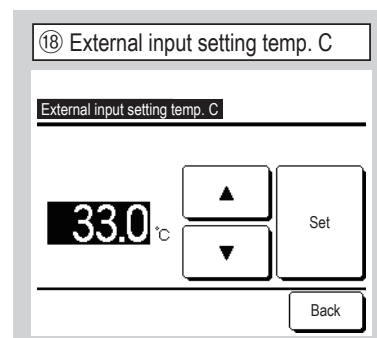 ⑱ External input setting temp. C
External input setting temp. C
33.0 °C
▲
▼
Set
Back